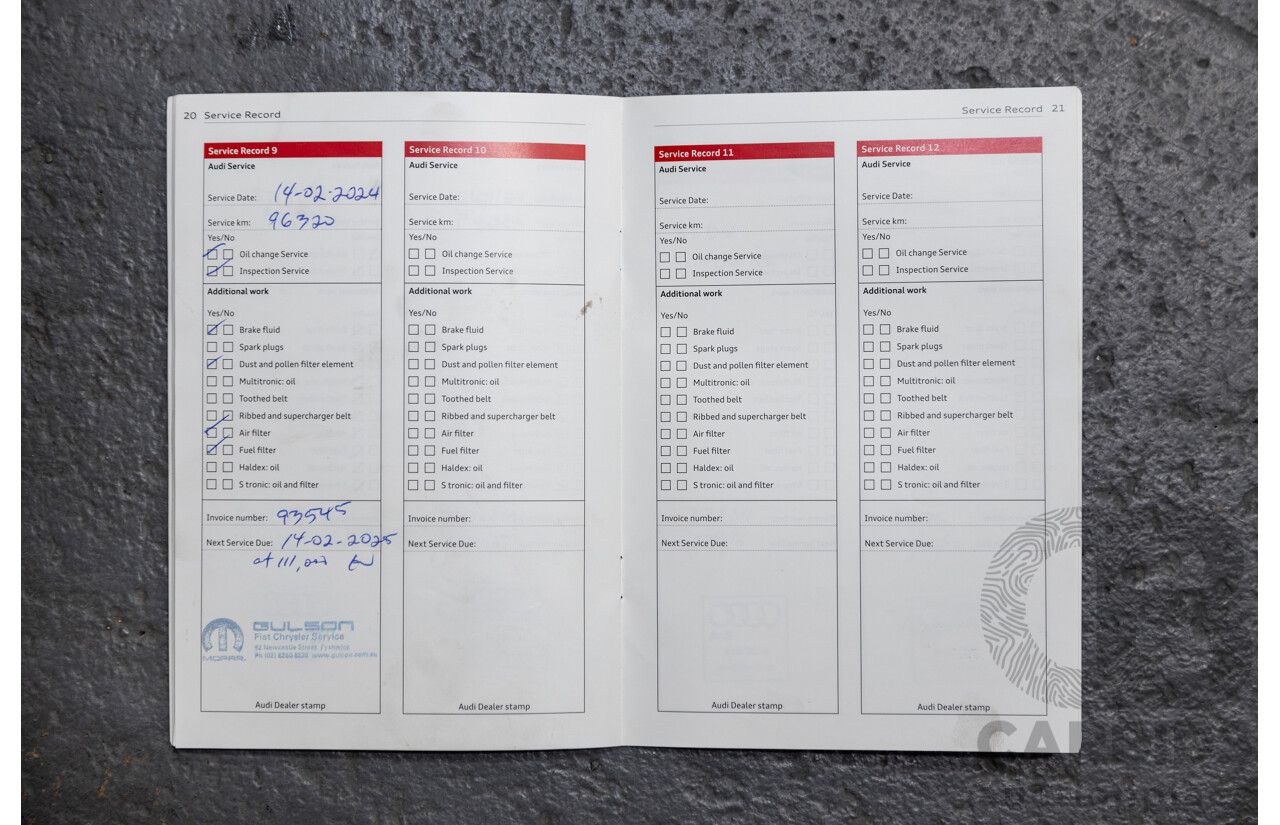 20 Service Record
Service Record 9
Audi Service
Service Date: 14-02-2024
Service km: 96320
Yes/No
Oil change Service
Inspection Service
Additional work
Yes/No
Brake fluid
Spark plugs
Dust and pollen filter element
Multitronic: oil
Toothed belt
Ribbed and supercharger belt
Air filter
Fuel filter
Haldex: oil
S tronic: oil and filter
Invoice number: 93545
Next Service Due: 14-02-2025
at 111,000 km
MOPAR
GULSON
Fiat Chrysler Service
Newcastle Street, Fyshwick
Audi Dealer stamp
Service Record 10
Audi Service
Service Date:
Service km:
Yes/No
Oil change Service
Inspection Service
Additional work
Yes/No
Brake fluid
Spark plugs
Dust and pollen filter element
Multitronic: oil
Toothed belt
Ribbed and supercharger belt
Air filter
Fuel filter
Haldex: oil
S tronic: oil and filter
Invoice number:
Next Service Due:
Audi Dealer stamp
Service Record 21
Service Record 11
Audi Service
Service Date:
Service km:
Yes/No
Oil change Service
Inspection Service
Additional work
Yes/No
Brake fluid
Spark plugs
Dust and pollen filter element
Multitronic: oil
Toothed belt
Ribbed and supercharger belt
Air filter
Fuel filter
Haldex: oil
S tronic: oil and filter
Invoice number:
Next Service Due:
Audi Dealer stamp
Service Record 12
Audi Service
Service Date:
Service km:
Yes/No
Oil change Service
Inspection Service
Additional work
Yes/No
Brake fluid
Spark plugs
Dust and pollen filter element
Multitronic: oil
Toothed belt
Ribbed and supercharger belt
Air filter
Fuel filter
Haldex: oil
S tronic: oil and filter
Invoice number:
Next Service Due:
Audi Dealer stamp